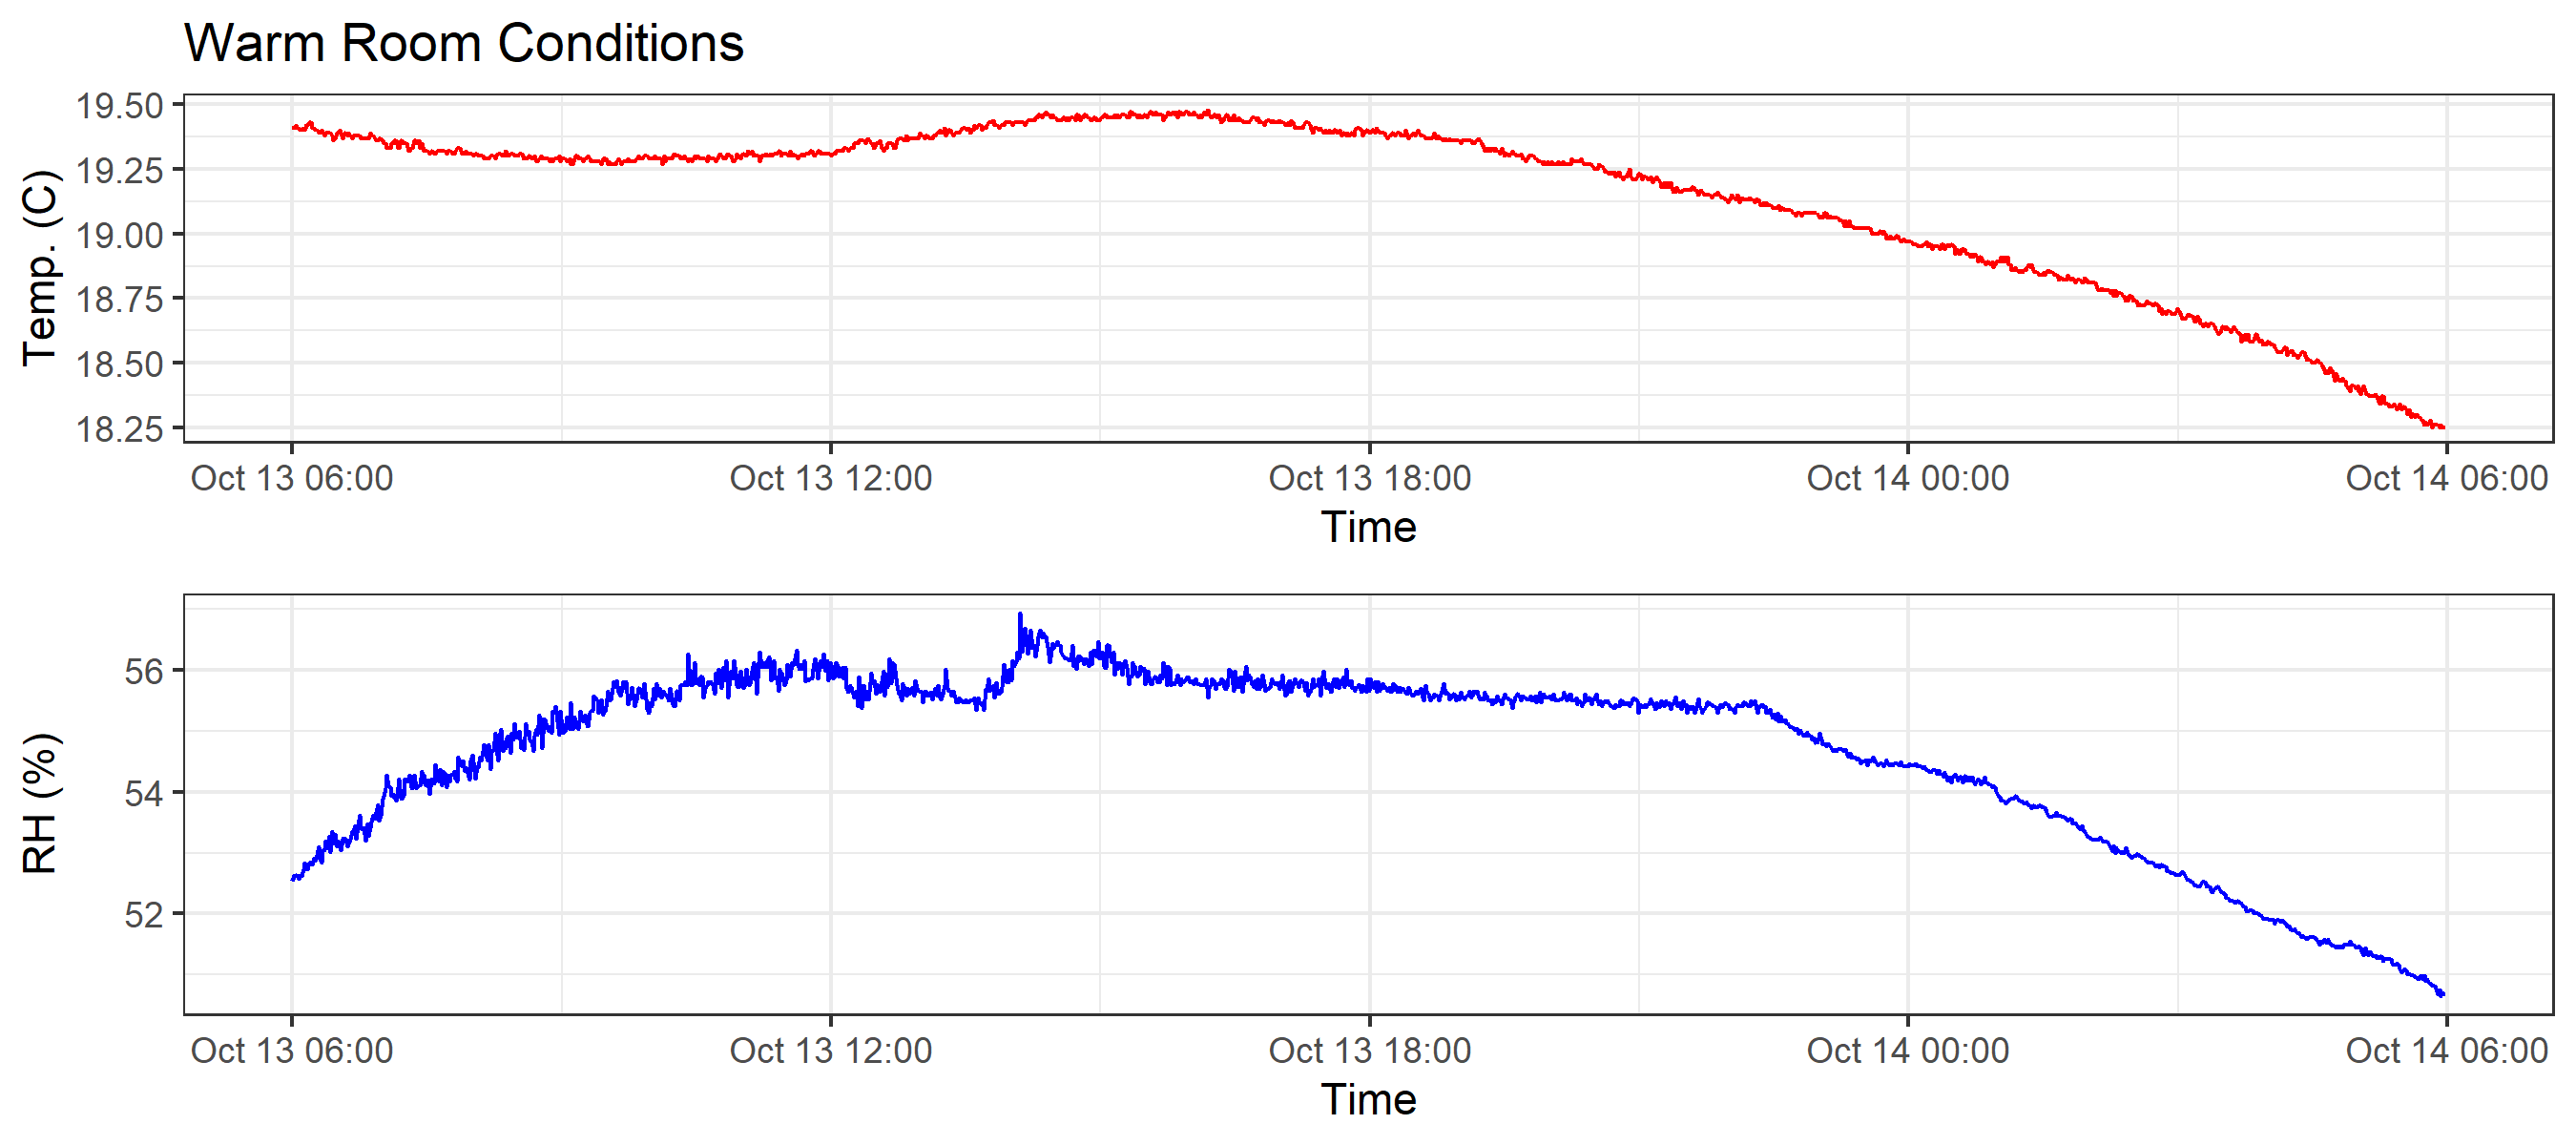 Warm Room Conditions
19.50
19.25
19.00
18.75
18.50
18.25
Temp. (C)
Oct 13 06:00 Oct 13 12:00 Oct 13 18:00 Oct 14 00:00 Oct 14 06:00
Time
56
54
52
RH (%)
Oct 13 06:00 Oct 13 12:00 Oct 13 18:00 Oct 14 00:00 Oct 14 06:00
Time